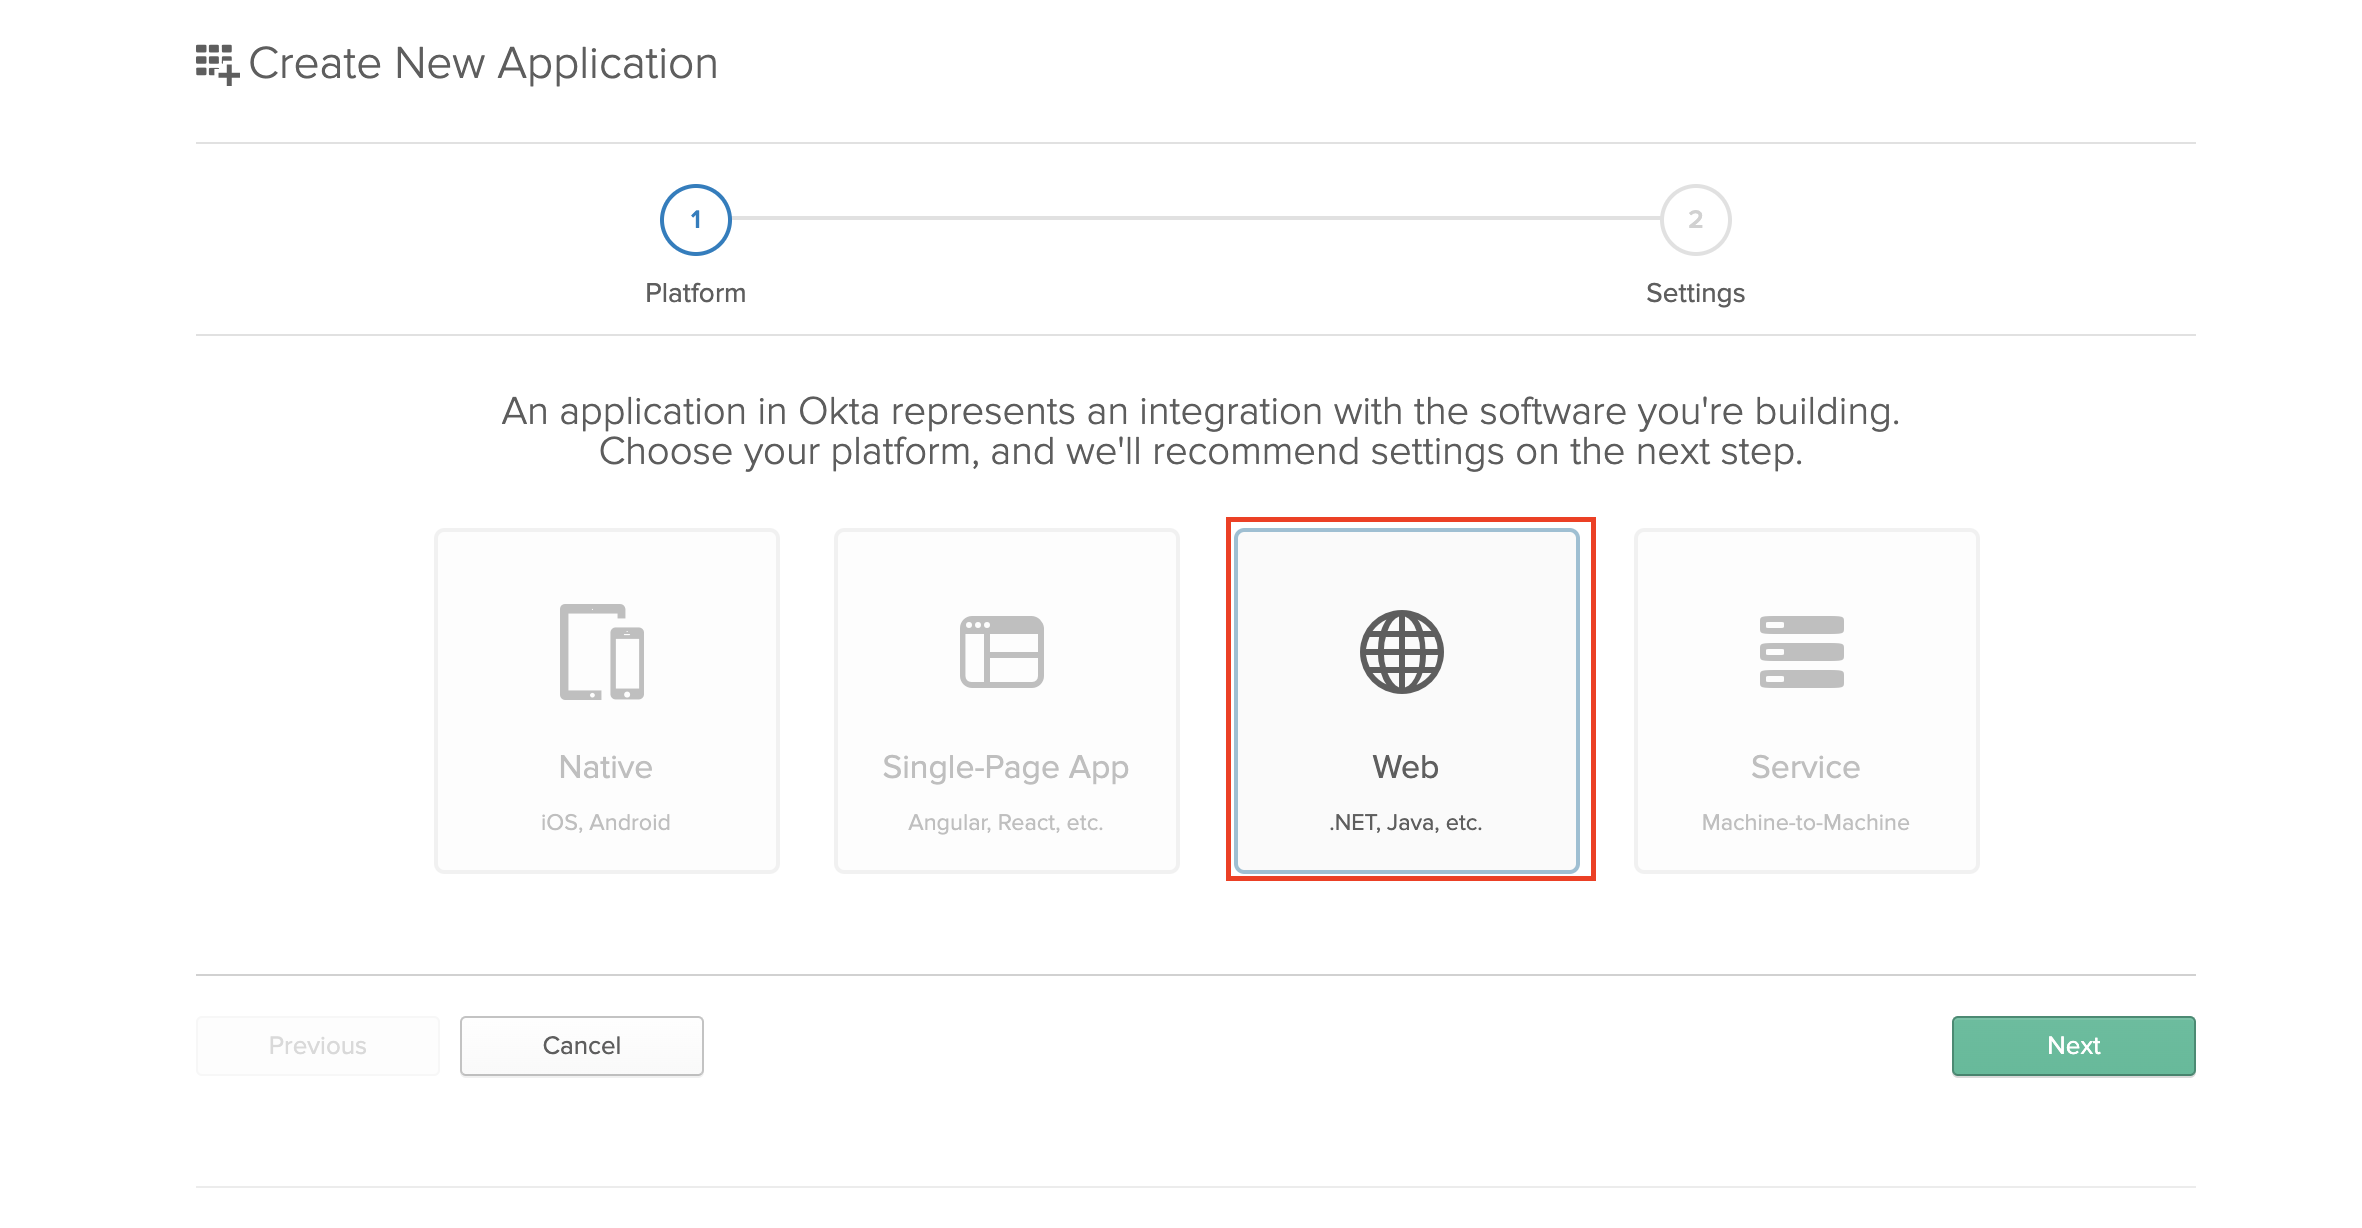 Create New Application
1
2
Platform
Settings
An application in Okta represents an integration with the software you're building.
Choose your platform, and we'll recommend settings on the next step.
Native
iOS, Android
Single-Page App
Angular, React, etc.
Web
.NET, Java, etc.
Service
Machine-to-Machine
Previous
Cancel
Next